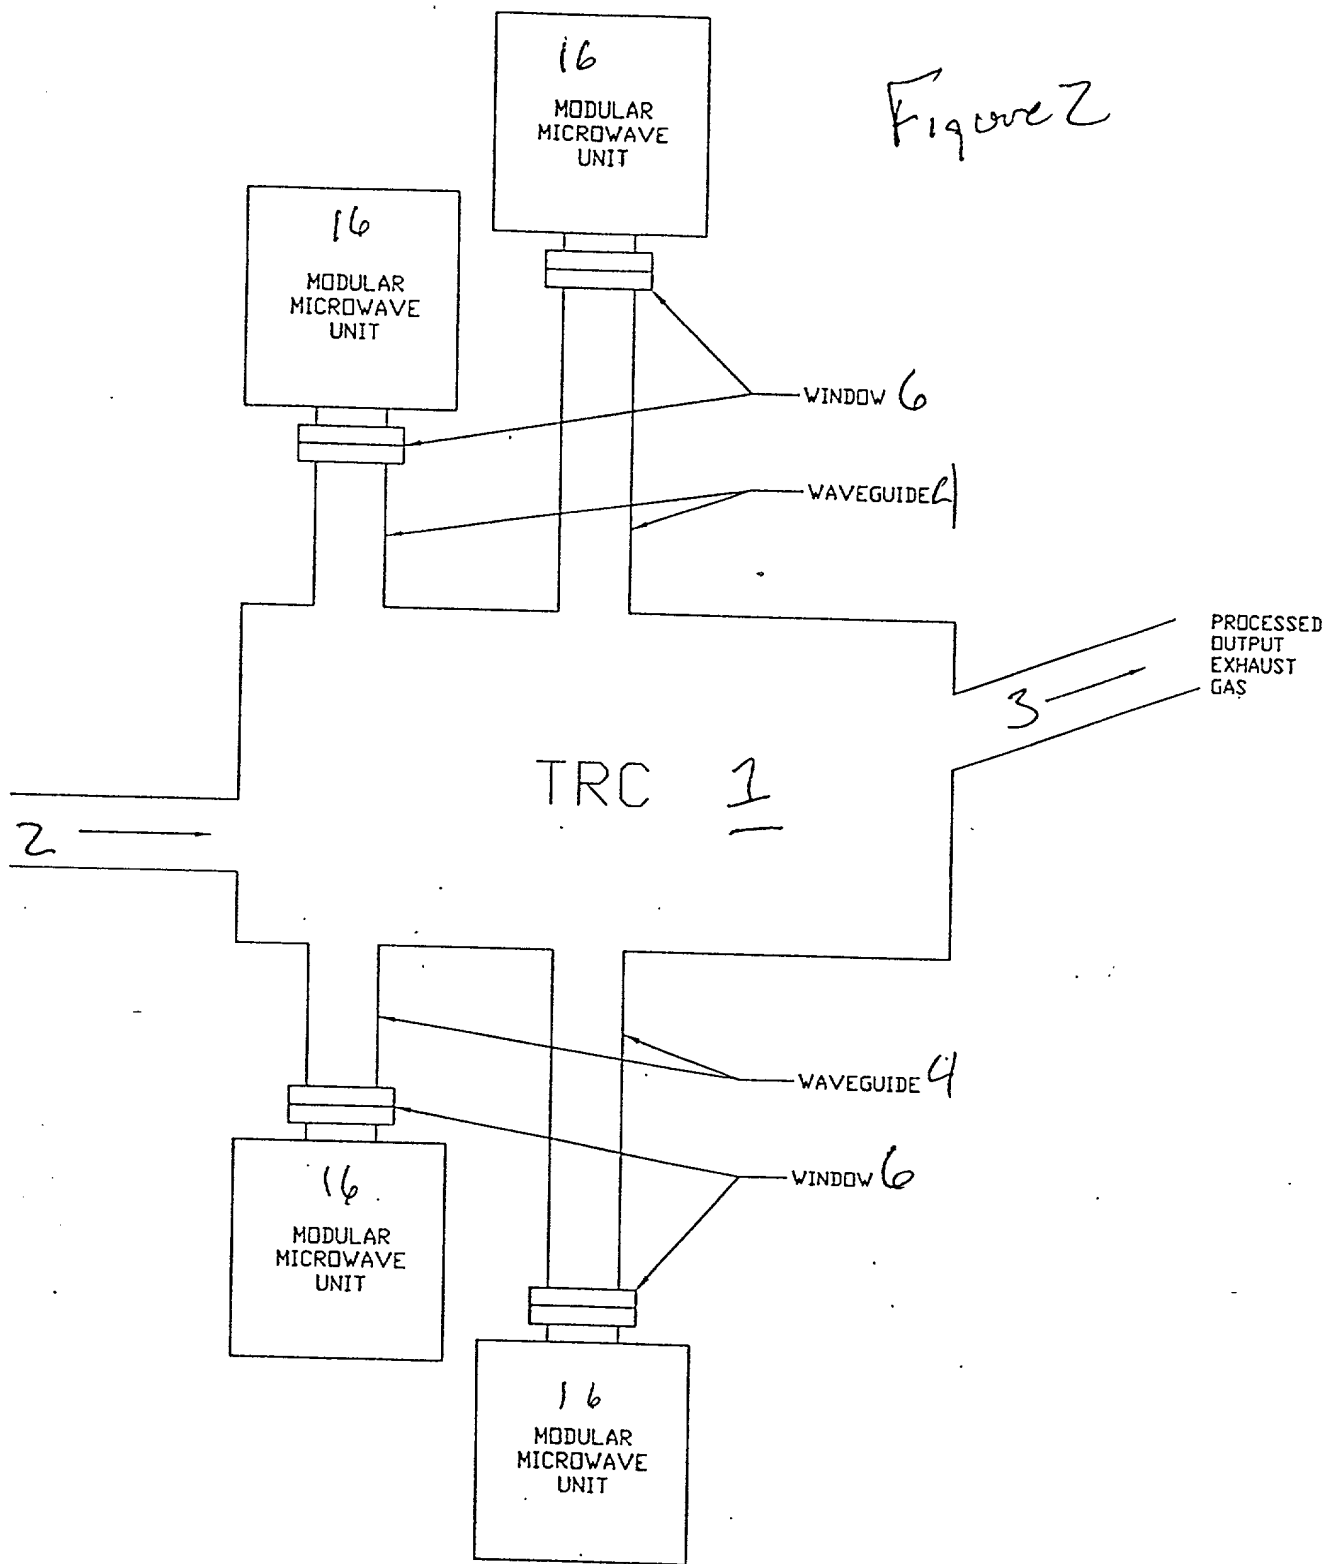 16
MODULAR
MICROWAVE
UNIT
Figure 2
16
MODULAR
MICROWAVE
UNIT
WINDOW 6
WAVEGUIDE 4
PROCESSED
OUTPUT
EXHAUST
GAS
3
TRC 1
2
WAVEGUIDE 4
WINDOW 6
16
MODULAR
MICROWAVE
UNIT
16
MODULAR
MICROWAVE
UNIT